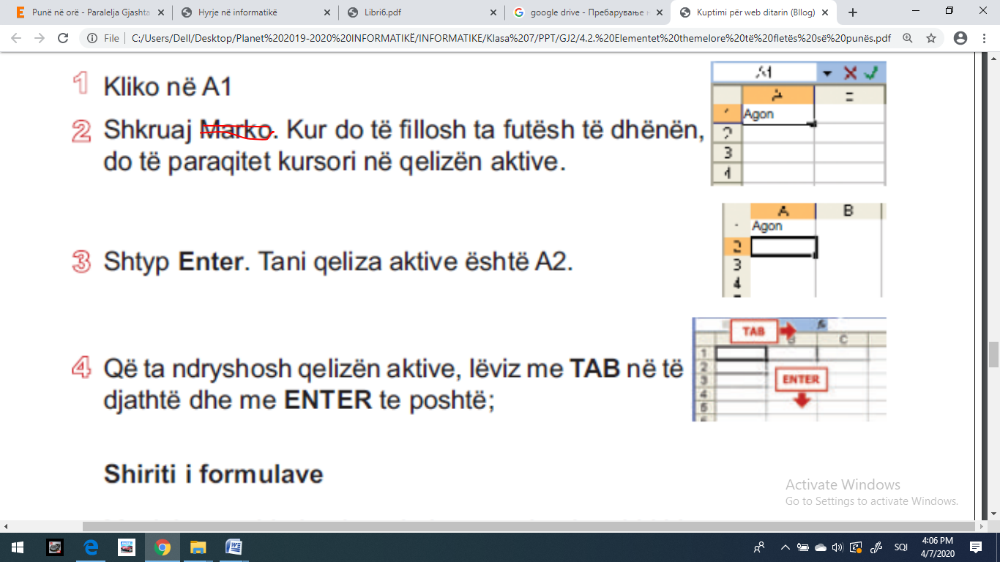 Punë në orë - Paralelja Gjashta
Hyrje në informatikë
Libri6.pdf
google drive - Пребарување н
Kuptimi për web ditarin (Bllog)
File
C:/Users/Dell/Desktop/Planet%202019-2020%20INFORMATIKË/INFORMATIKE/Klasa%207/PPT/GJ2/4.2.%20Elementet%20themelore%20të%20fletës%20së%20punës.pdf
1 Kliko në A1
2 Shkruaj Marko. Kur do të fillosh ta futësh të dhënën,
do të paraqitet kursori në qelizën aktive.
A1
Agon
2
3
4
A B
Agon
2
3
4
3 Shtyp Enter. Tani qeliza aktive është A2.
4 Që ta ndryshosh qelizën aktive, lëviz me TAB në të
djathtë dhe me ENTER te poshtë;
TAB
fx
B C
1
2
3
4
5
6
ENTER
Shiriti i formulave
Activate Windows
Go to Settings to activate Windows.
SQI
4:06 PM
4/7/2020